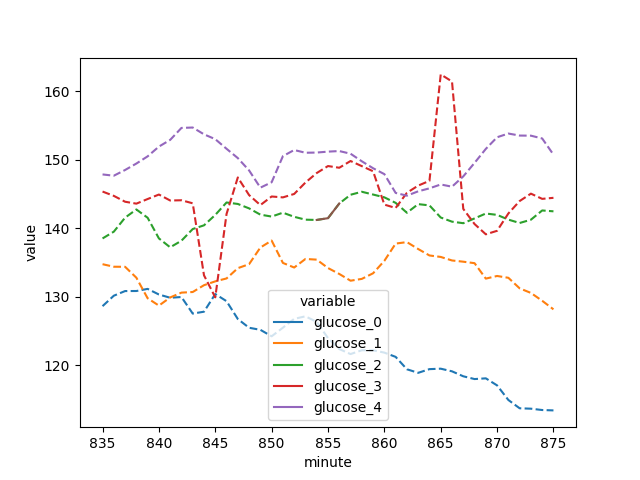 160
150
140
130
120
value
variable
glucose_0
glucose_1
glucose_2
glucose_3
glucose_4
835 840 845 850 855 860 865 870 875
minute